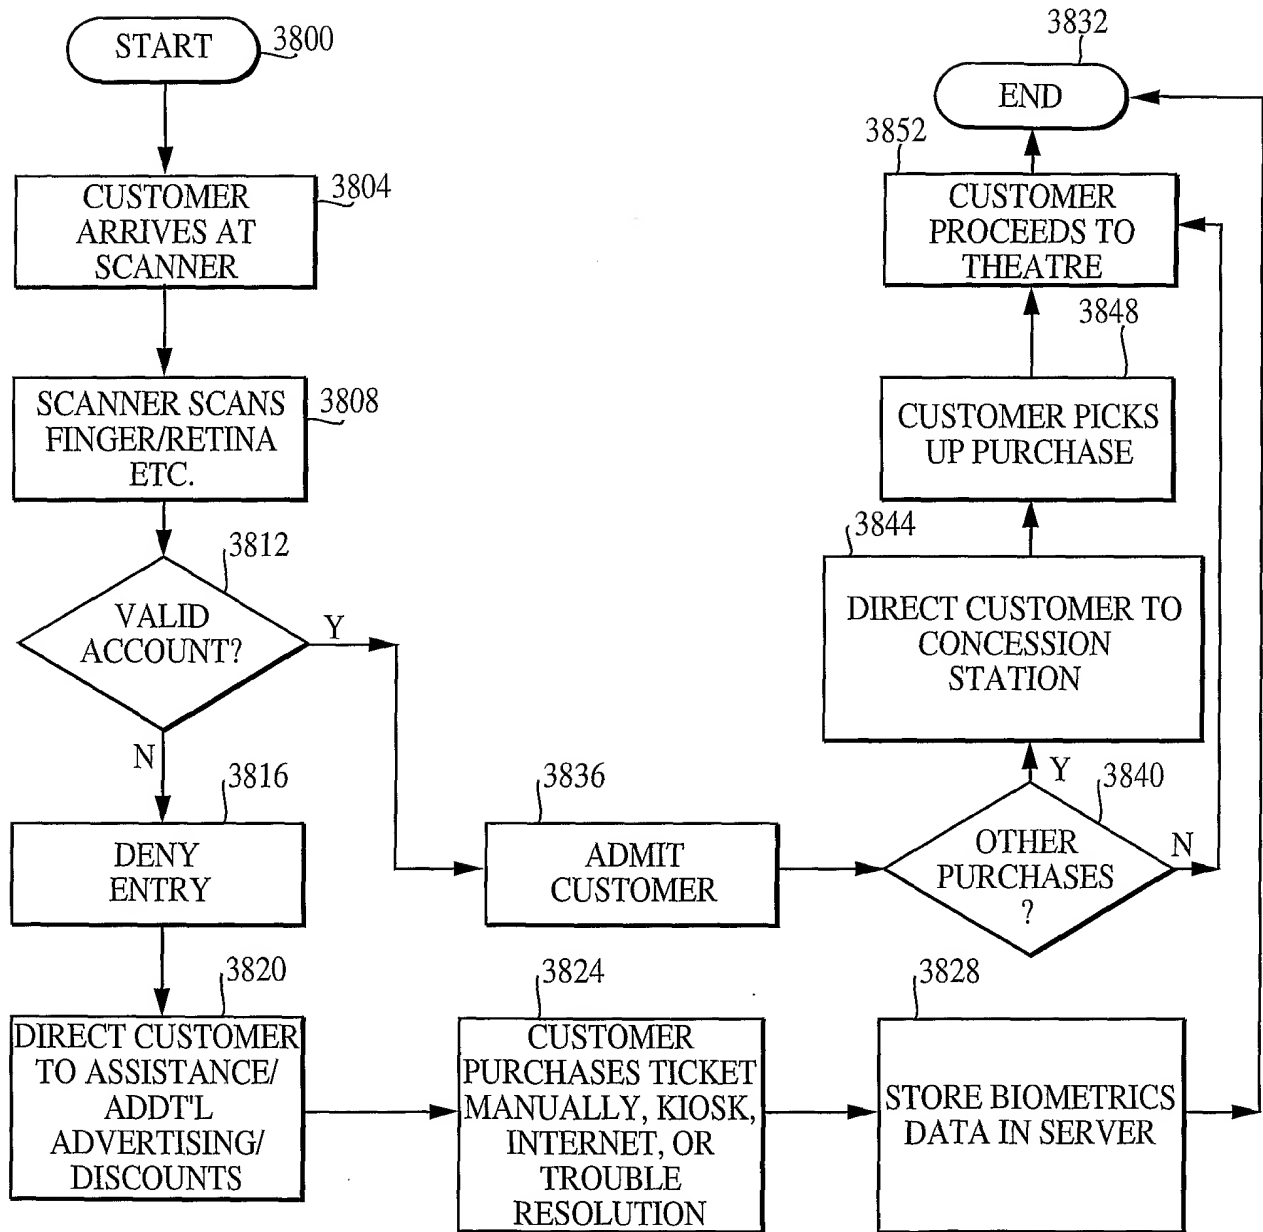 START
3800
CUSTOMER
ARRIVES AT
SCANNER
3804
SCANNER SCANS
FINGER/RETINA
ETC.
3808
VALID
ACCOUNT?
3812
Y
N
DENY
ENTRY
3816
DIRECT CUSTOMER
TO ASSISTANCE/
ADDT'L
ADVERTISING/
DISCOUNTS
3820
CUSTOMER
PURCHASES TICKET
MANUALLY, KIOSK,
INTERNET, OR
TROUBLE
RESOLUTION
3824
STORE BIOMETRICS
DATA IN SERVER
3828
ADMIT
CUSTOMER
3836
OTHER
PURCHASES
?
3840
Y
N
DIRECT CUSTOMER TO
CONCESSION
STATION
3844
CUSTOMER PICKS
UP PURCHASE
3848
CUSTOMER
PROCEEDS TO
THEATRE
3852
END
3832